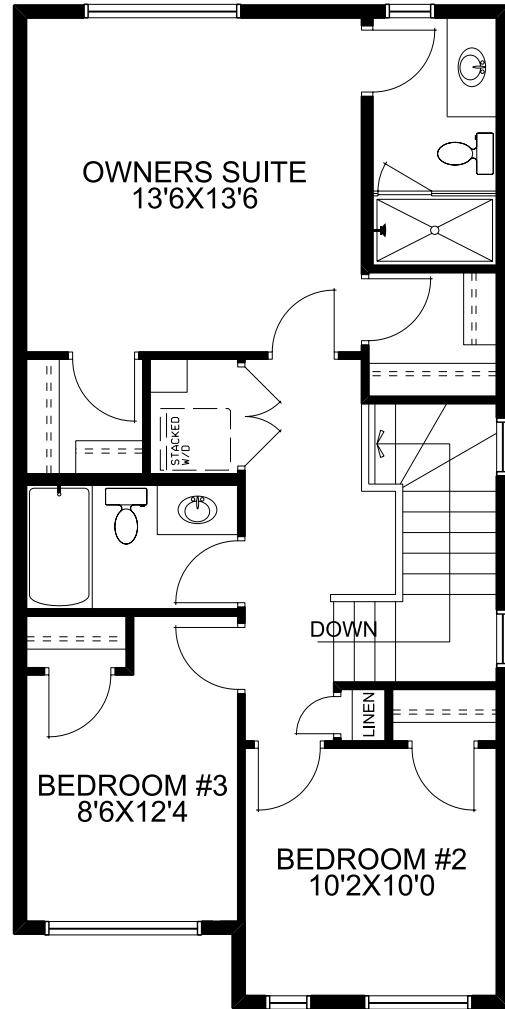 OWNERS SUITE
13'6X13'6
STACKED
W/D
DOWN
LINEN
BEDROOM #3
8'6X12'4
BEDROOM #2
10'2X10'0